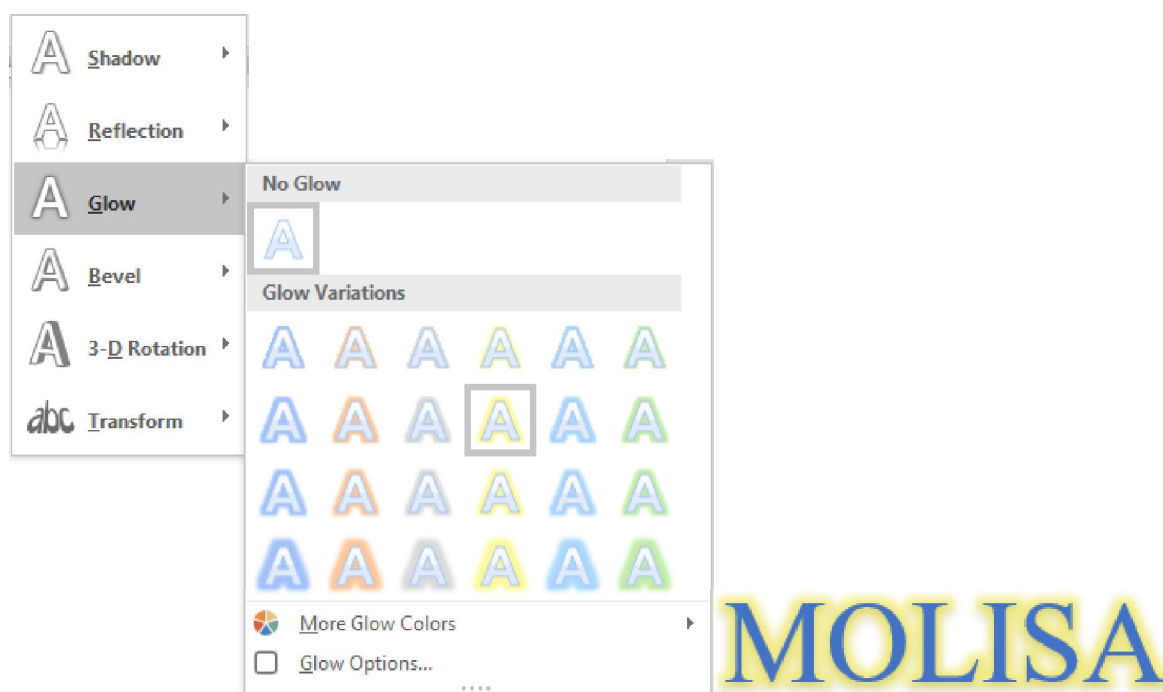 Shadow
Reflection
Glow
Bevel
3-D Rotation
abc Transform
No Glow
A
Glow Variations
A A A A A A
A A A A A A
A A A A A A
A A A A A A
More Glow Colors
Glow Options...
MOLISA